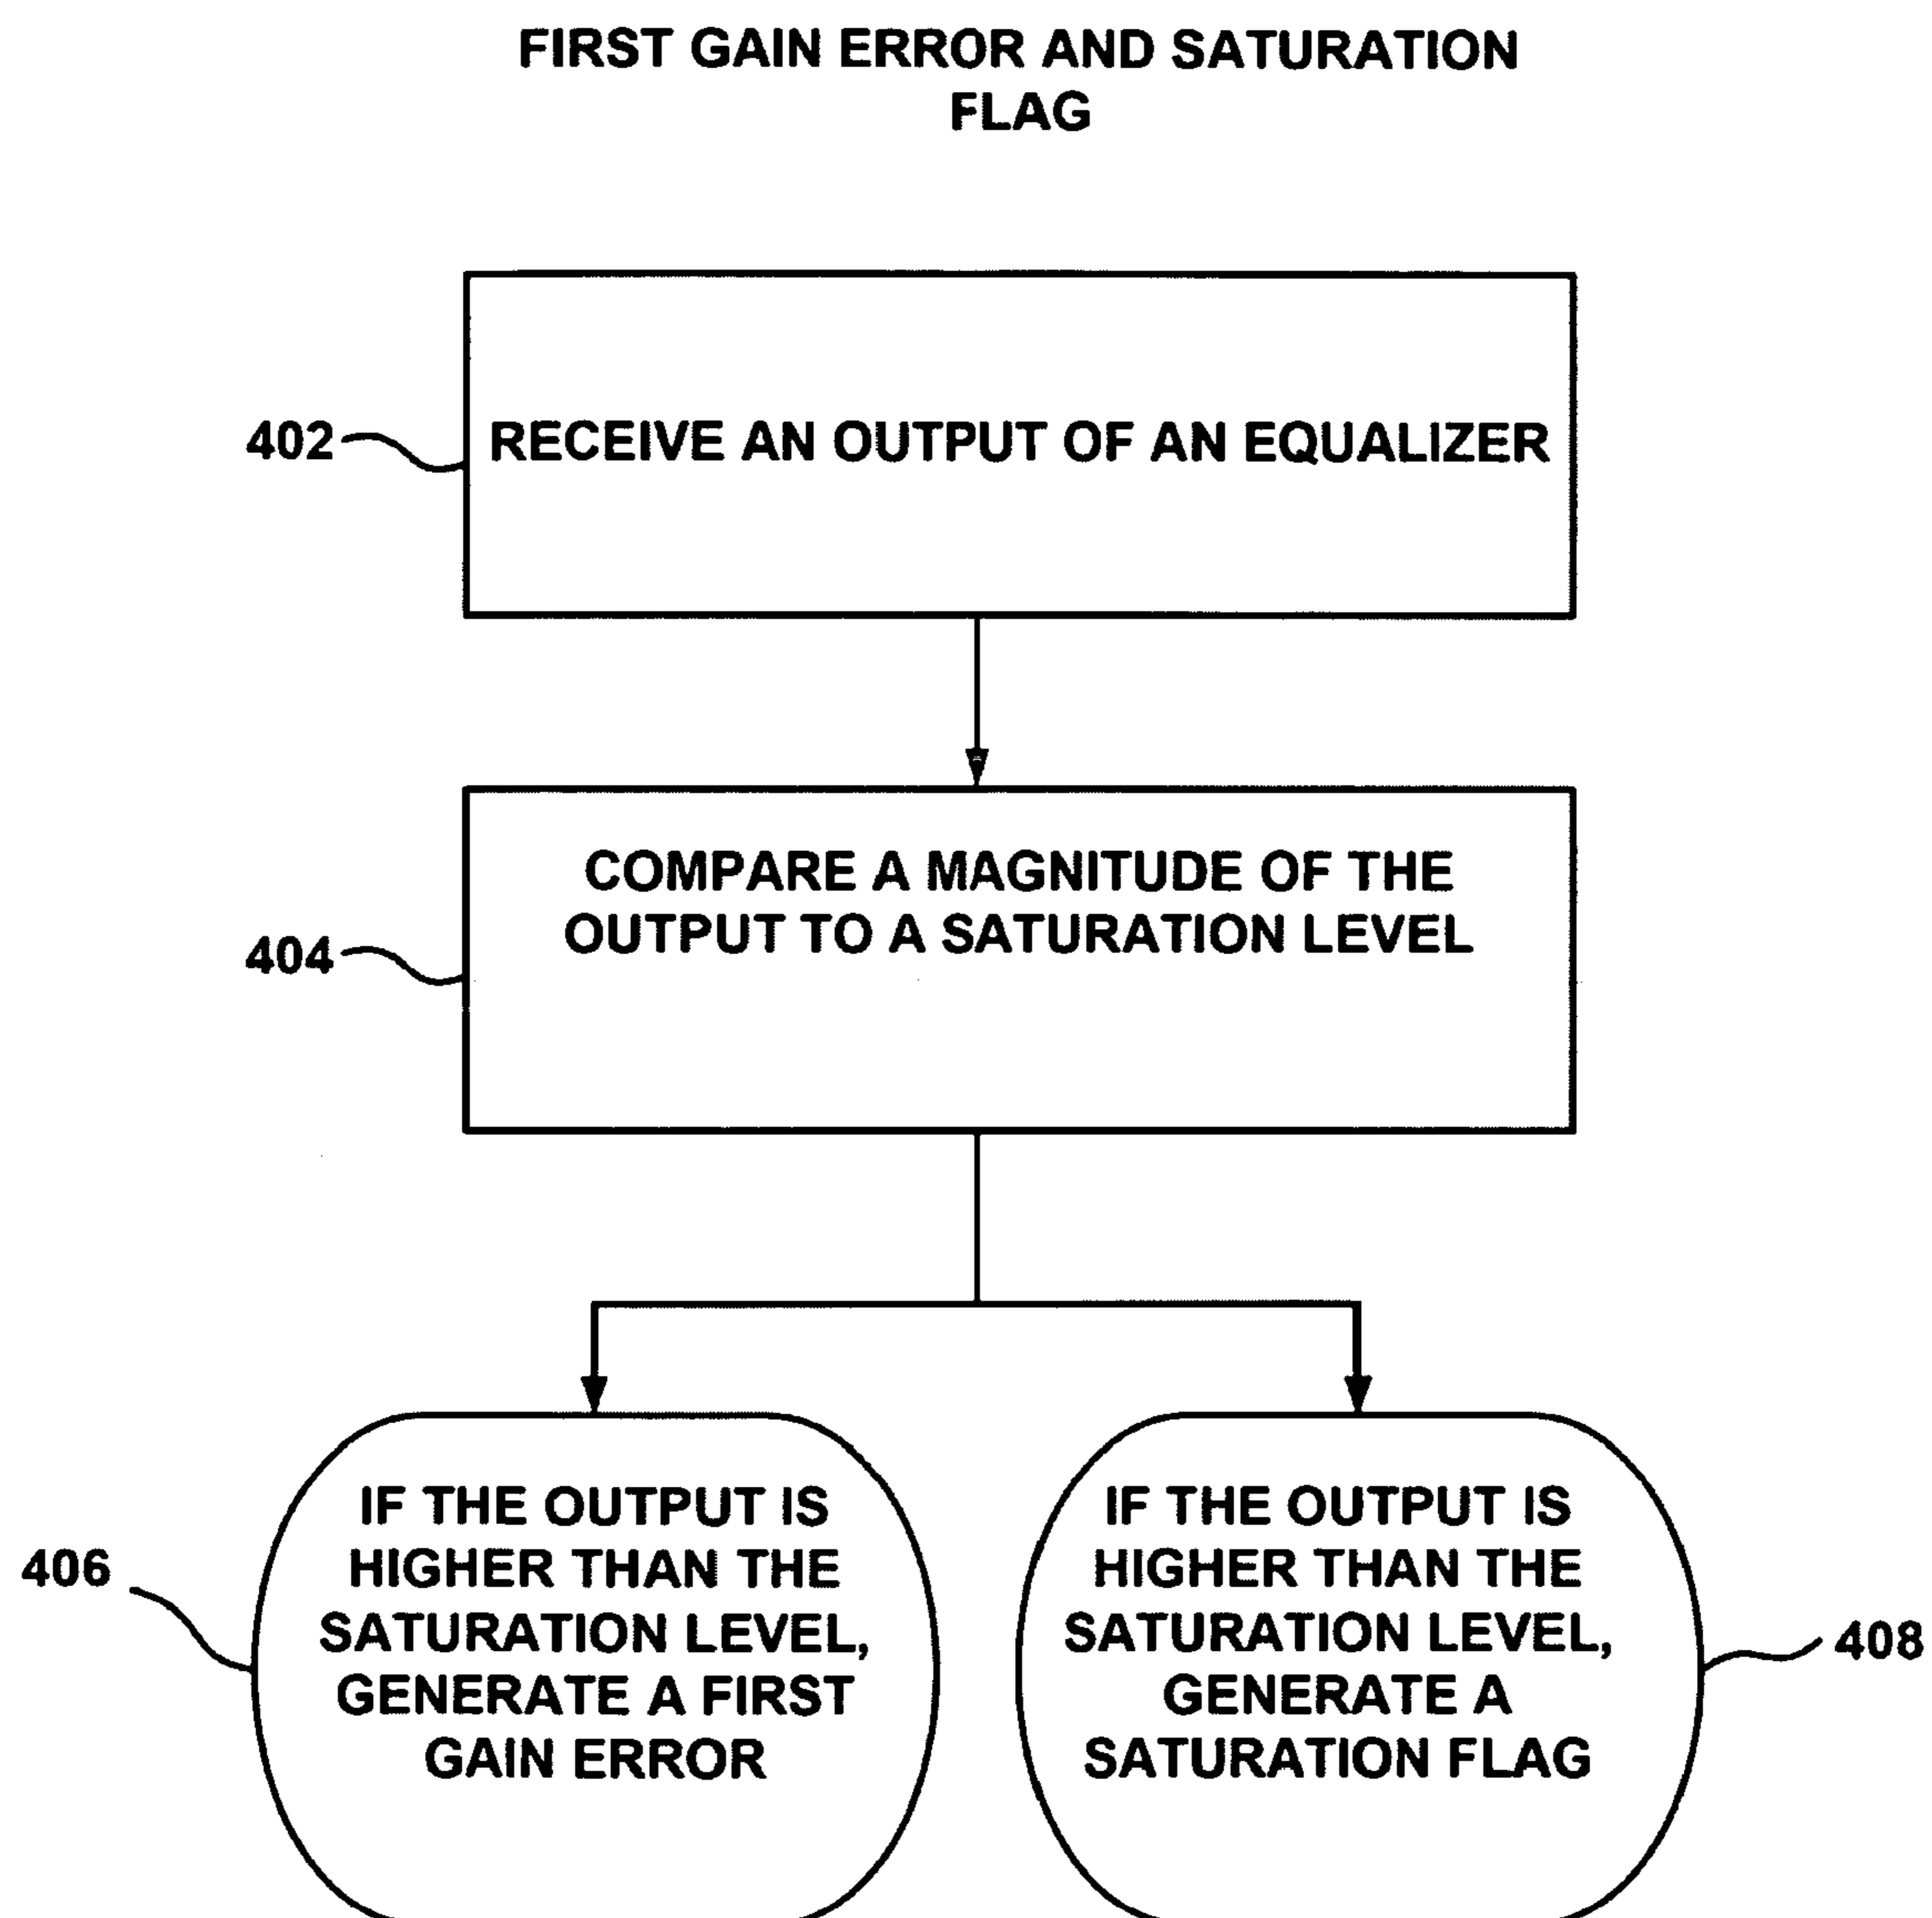 FIRST GAIN ERROR AND SATURATION
FLAG
402
RECEIVE AN OUTPUT OF AN EQUALIZER
COMPARE A MAGNITUDE OF THE
OUTPUT TO A SATURATION LEVEL
404
IF THE OUTPUT IS
HIGHER THAN THE
SATURATION LEVEL,
GENERATE A FIRST
GAIN ERROR
406
IF THE OUTPUT IS
HIGHER THAN THE
SATURATION LEVEL,
GENERATE A
SATURATION FLAG
408